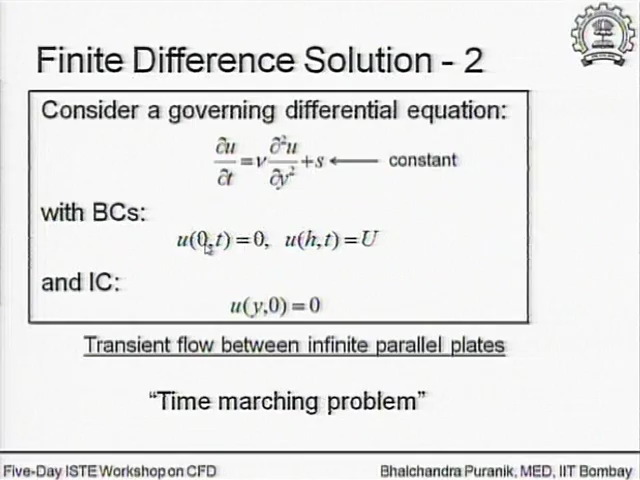 Finite Difference Solution - 2
Consider a governing differential equation:
∂u/∂t = ν ∂²u/∂y² + s ← constant
with BCs:
u(0,t) = 0, u(h,t) = U
and IC:
u(y,0) = 0
Transient flow between infinite parallel plates
“Time marching problem”
Five-Day ISTE Workshop on CFD
Bhalchandra Puranik, MED, IIT Bombay